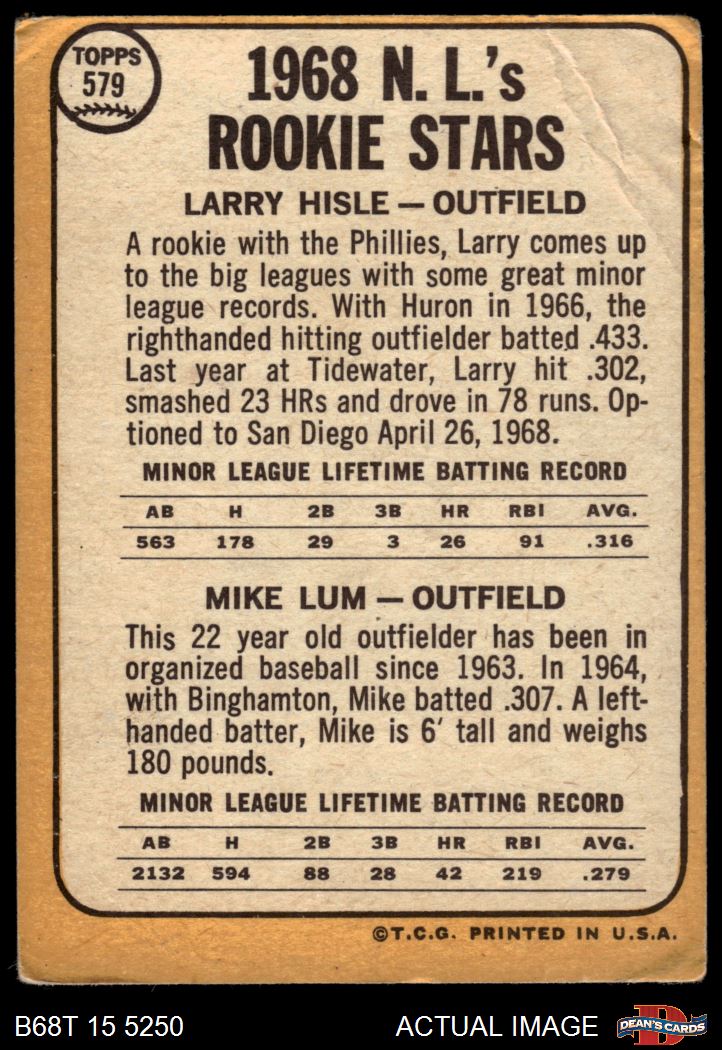 TOPPS
579
1968 N. L.'s
ROOKIE STARS
LARRY HISLE — OUTFIELD
A rookie with the Phillies, Larry comes up
to the big leagues with some great minor
league records. With Huron in 1966, the
righthanded hitting outfielder batted .433.
Last year at Tidewater, Larry hit .302,
smashed 23 HRs and drove in 78 runs. Op-
tioned to San Diego April 26, 1968.
MINOR LEAGUE LIFETIME BATTING RECORD
AB H 2B 3B HR RBI AVG.
563 178 29 3 26 91 .316
MIKE LUM — OUTFIELD
This 22 year old outfielder has been in
organized baseball since 1963. In 1964,
with Binghamton, Mike batted .307. A left-
handed batter, Mike is 6' tall and weighs
180 pounds.
MINOR LEAGUE LIFETIME BATTING RECORD
AB H 2B 3B HR RBI AVG.
2132 594 88 28 42 219 .279
©T.C.G. PRINTED IN U.S.A.
B68T 15 5250
ACTUAL IMAGE
D
DEAN'S CARDS